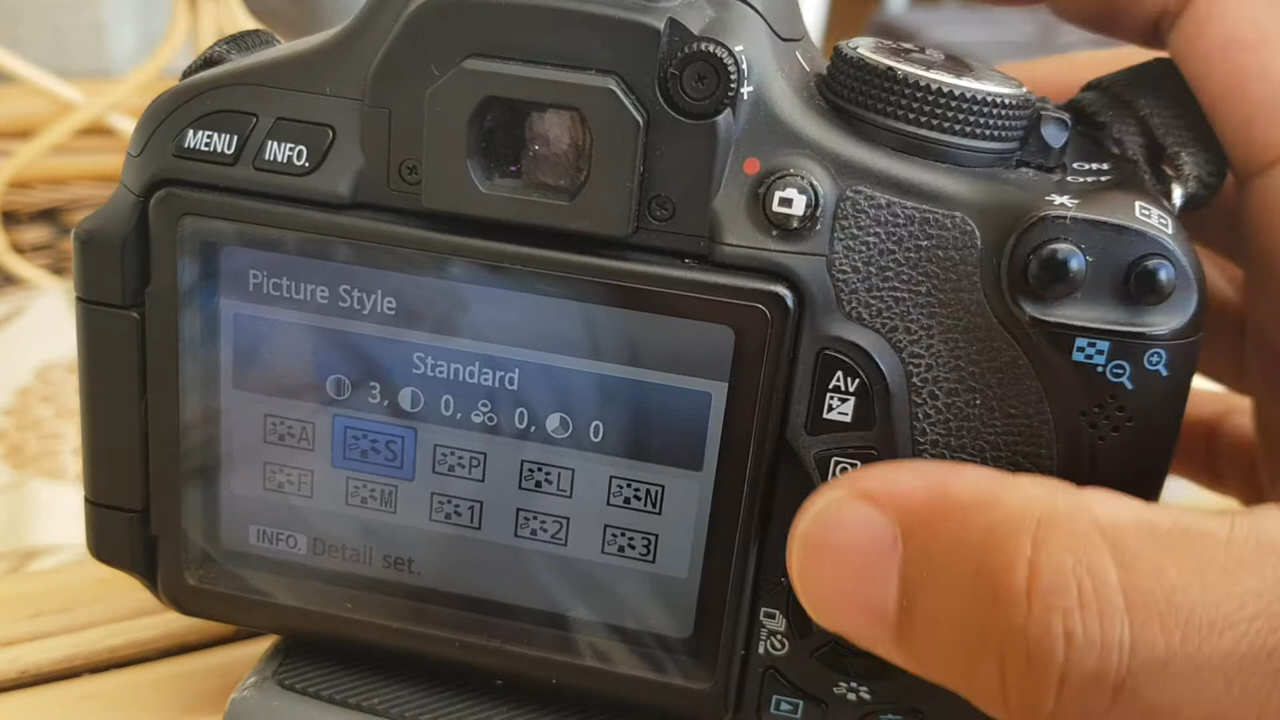 MENU
INFO.
ON
OFF
Picture Style
Standard
3, 0, 0, 0
A S P L N
F M 1 2 3
INFO. Detail set.
Av
Q